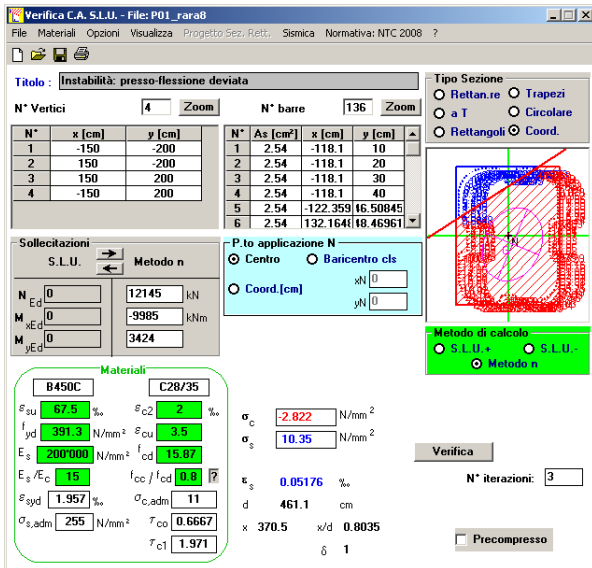 Verifica C.A. S.L.U. - File: P01_rara8
File Materiali Opzioni Visualizza Progetto Sez. Rett. Sismica Normativa: NTC 2008 ?
Titolo : Instabilità: presso-flessione deviata
N° Vertici 4 Zoom N° barre 136 Zoom
N° x [cm] y [cm]
1 -150 -200
2 150 -200
3 150 200
4 -150 200
N° As [cm²] x [cm] y [cm]
1 2.54 -118.1 10
2 2.54 -118.1 20
3 2.54 -118.1 30
4 2.54 -118.1 40
5 2.54 -122.359 46.50845
6 2.54 132.1649 48.46961
Tipo Sezione
Rettan.re Trapezi
a T Circolare
Rettangoli Coord.
N
Sollecitazioni
S.L.U. Metodo n
N Ed 0 12145 kN
M xEd 0 -9985 kNm
M yEd 0 3424
P.to applicazione N
Centro Baricentro cls
Coord.[cm]
xN 0
yN 0
Metodo di calcolo
S.L.U.+ S.L.U.-
Metodo n
Materiali
B450C C28/35
εsu 67.5 ‰ εc2 2 ‰
fyd 391.3 N/mm² εcu 3.5
Es 200'000 N/mm² fcd 15.87
Es/Ec 15 fcc / fcd 0.8 ?
εsyd 1.957 ‰ σc,adm 11
σs,adm 255 N/mm² τco 0.6667
τc1 1.971
σc -2.822 N/mm²
σs 10.35 N/mm²
εs 0.05176 ‰
d 461.1 cm
x 370.5 x/d 0.8035
δ 1
Verifica
N° iterazioni: 3
Precompresso